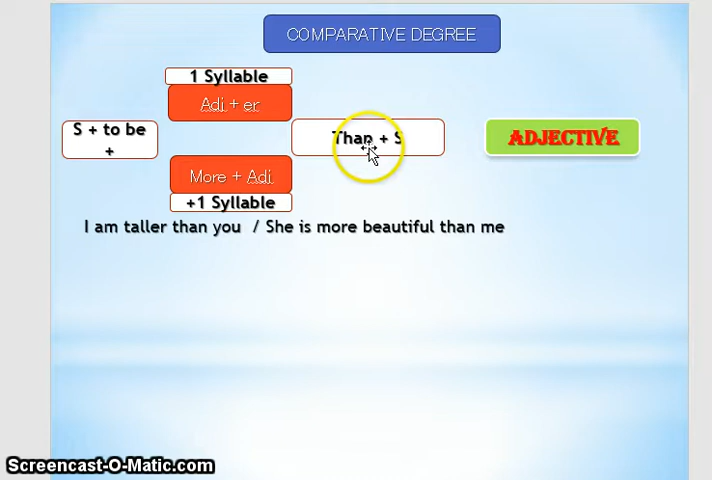 COMPARATIVE DEGREE
1 Syllable
Adj + er
S + to be
+
Than + S
ADJECTIVE
More + Adj
+1 Syllable
I am taller than you / She is more beautiful than me
Screencast-O-Matic.com